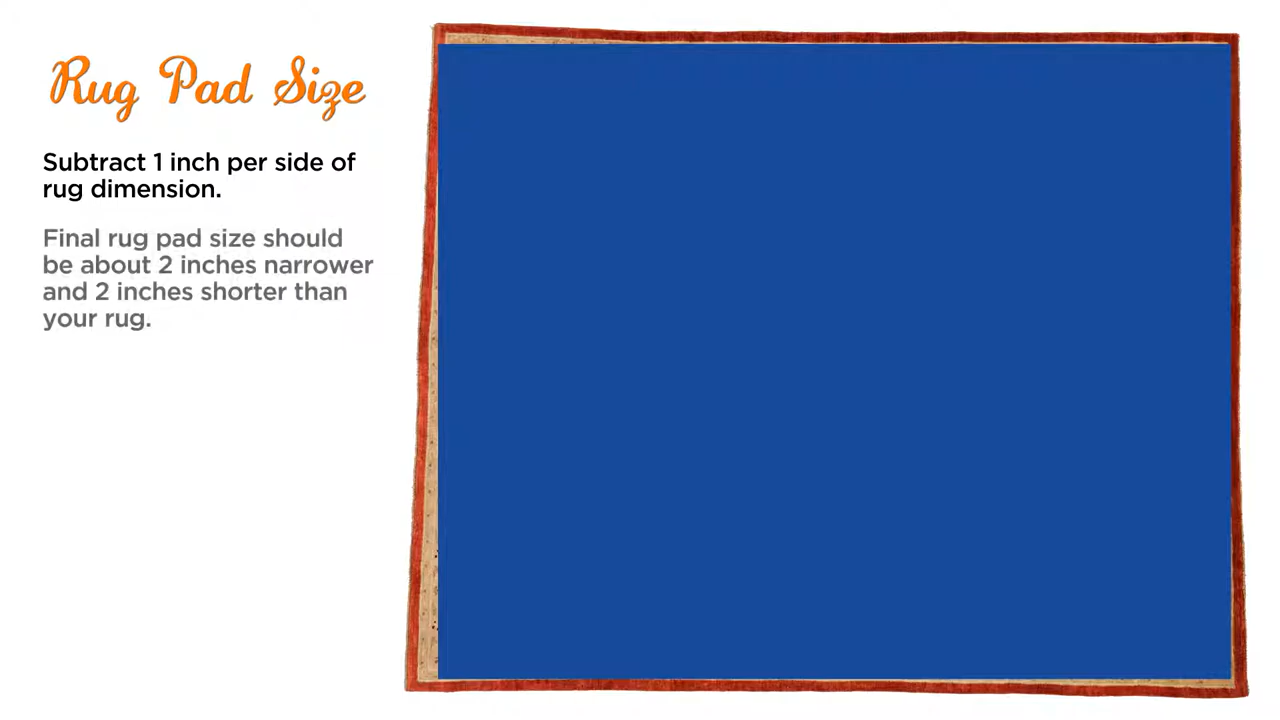 Rug Pad Size
Subtract 1 inch per side of
rug dimension.
Final rug pad size should
be about 2 inches narrower
and 2 inches shorter than
your rug.